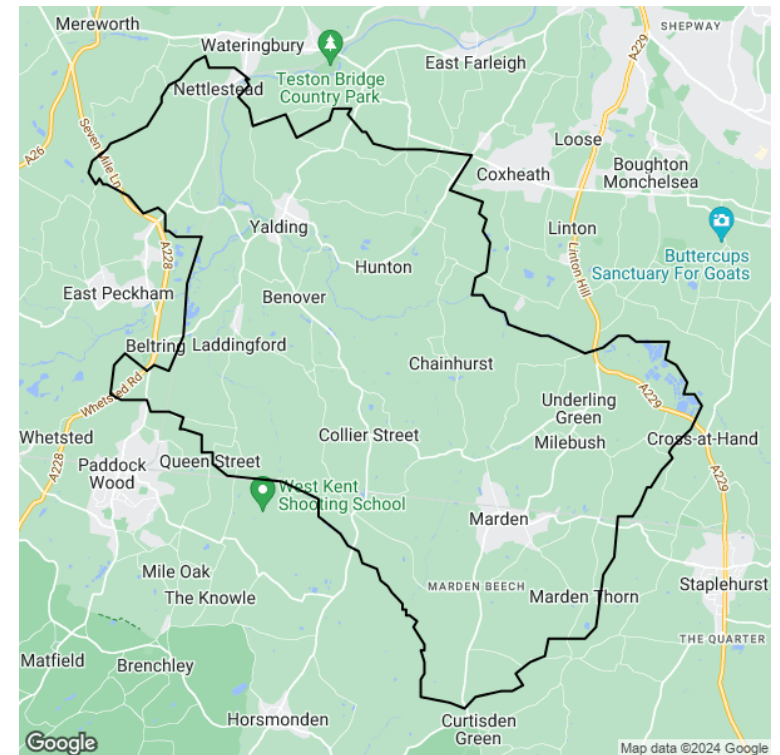 Mereworth
SHEPWAY
Wateringbury
East Farleigh
Teston Bridge
Country Park
Nettlestead
A229
Seven Mile Ln
A26
Loose
Coxheath
Boughton
Monchelsea
Yalding
Linton
Linton Hill
A228
Hunton
Buttercups
Sanctuary For Goats
East Peckham
Benover
Beltring
Laddingford
Chainhurst
Whetsted Rd
Underling
Green
A229
Whetsted
Collier Street
Milebush
Cross-at-Hand
A228
Paddock
Wood
Queen Street
West Kent
Shooting School
A229
Marden
Mile Oak
The Knowle
MARDEN BEECH
Marden Thorn
Staplehurst
THE QUARTER
Matfield
Brenchley
Horsmonden
Curtisden
Green
Google
Map data ©2024 Google